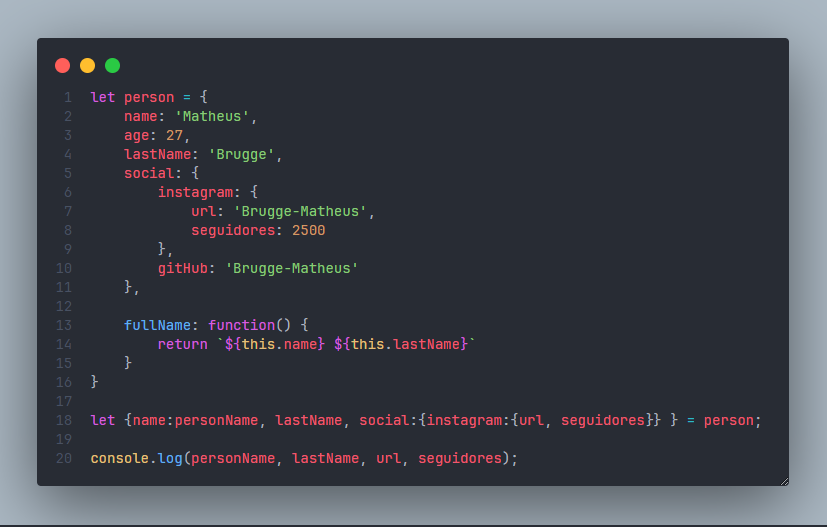 1 let person = {
2     name: 'Matheus',
3     age: 27,
4     lastName: 'Brugge',
5     social: {
6         instagram: {
7             url: 'Brugge-Matheus',
8             seguidores: 2500
9         },
10         gitHub: 'Brugge-Matheus'
11     },
12
13     fullName: function() {
14         return `${this.name} ${this.lastName}`
15     }
16 }
17
18 let {name:personName, lastName, social:{instagram:{url, seguidores}} } = person;
19
20 console.log(personName, lastName, url, seguidores);